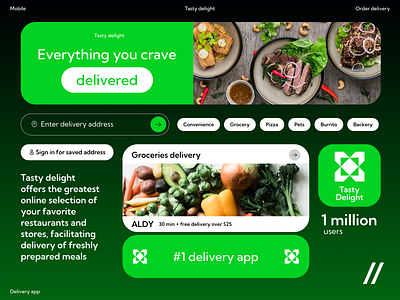 Mobile
Tasty delight
Order delivery
Tasty delight
Everything you crave
delivered
Enter delivery address
Convenience
Grocery
Pizza
Pets
Burrito
Backery
Sign in for saved address
Groceries delivery
Tasty delight
offers the greatest
online selection of
your favorite
restaurants and
stores, facilitating
delivery of freshly
prepared meals
ALDY
30 min • free delivery over $25
Tasty
Delight
1 million
users
#1 delivery app
Delivery app